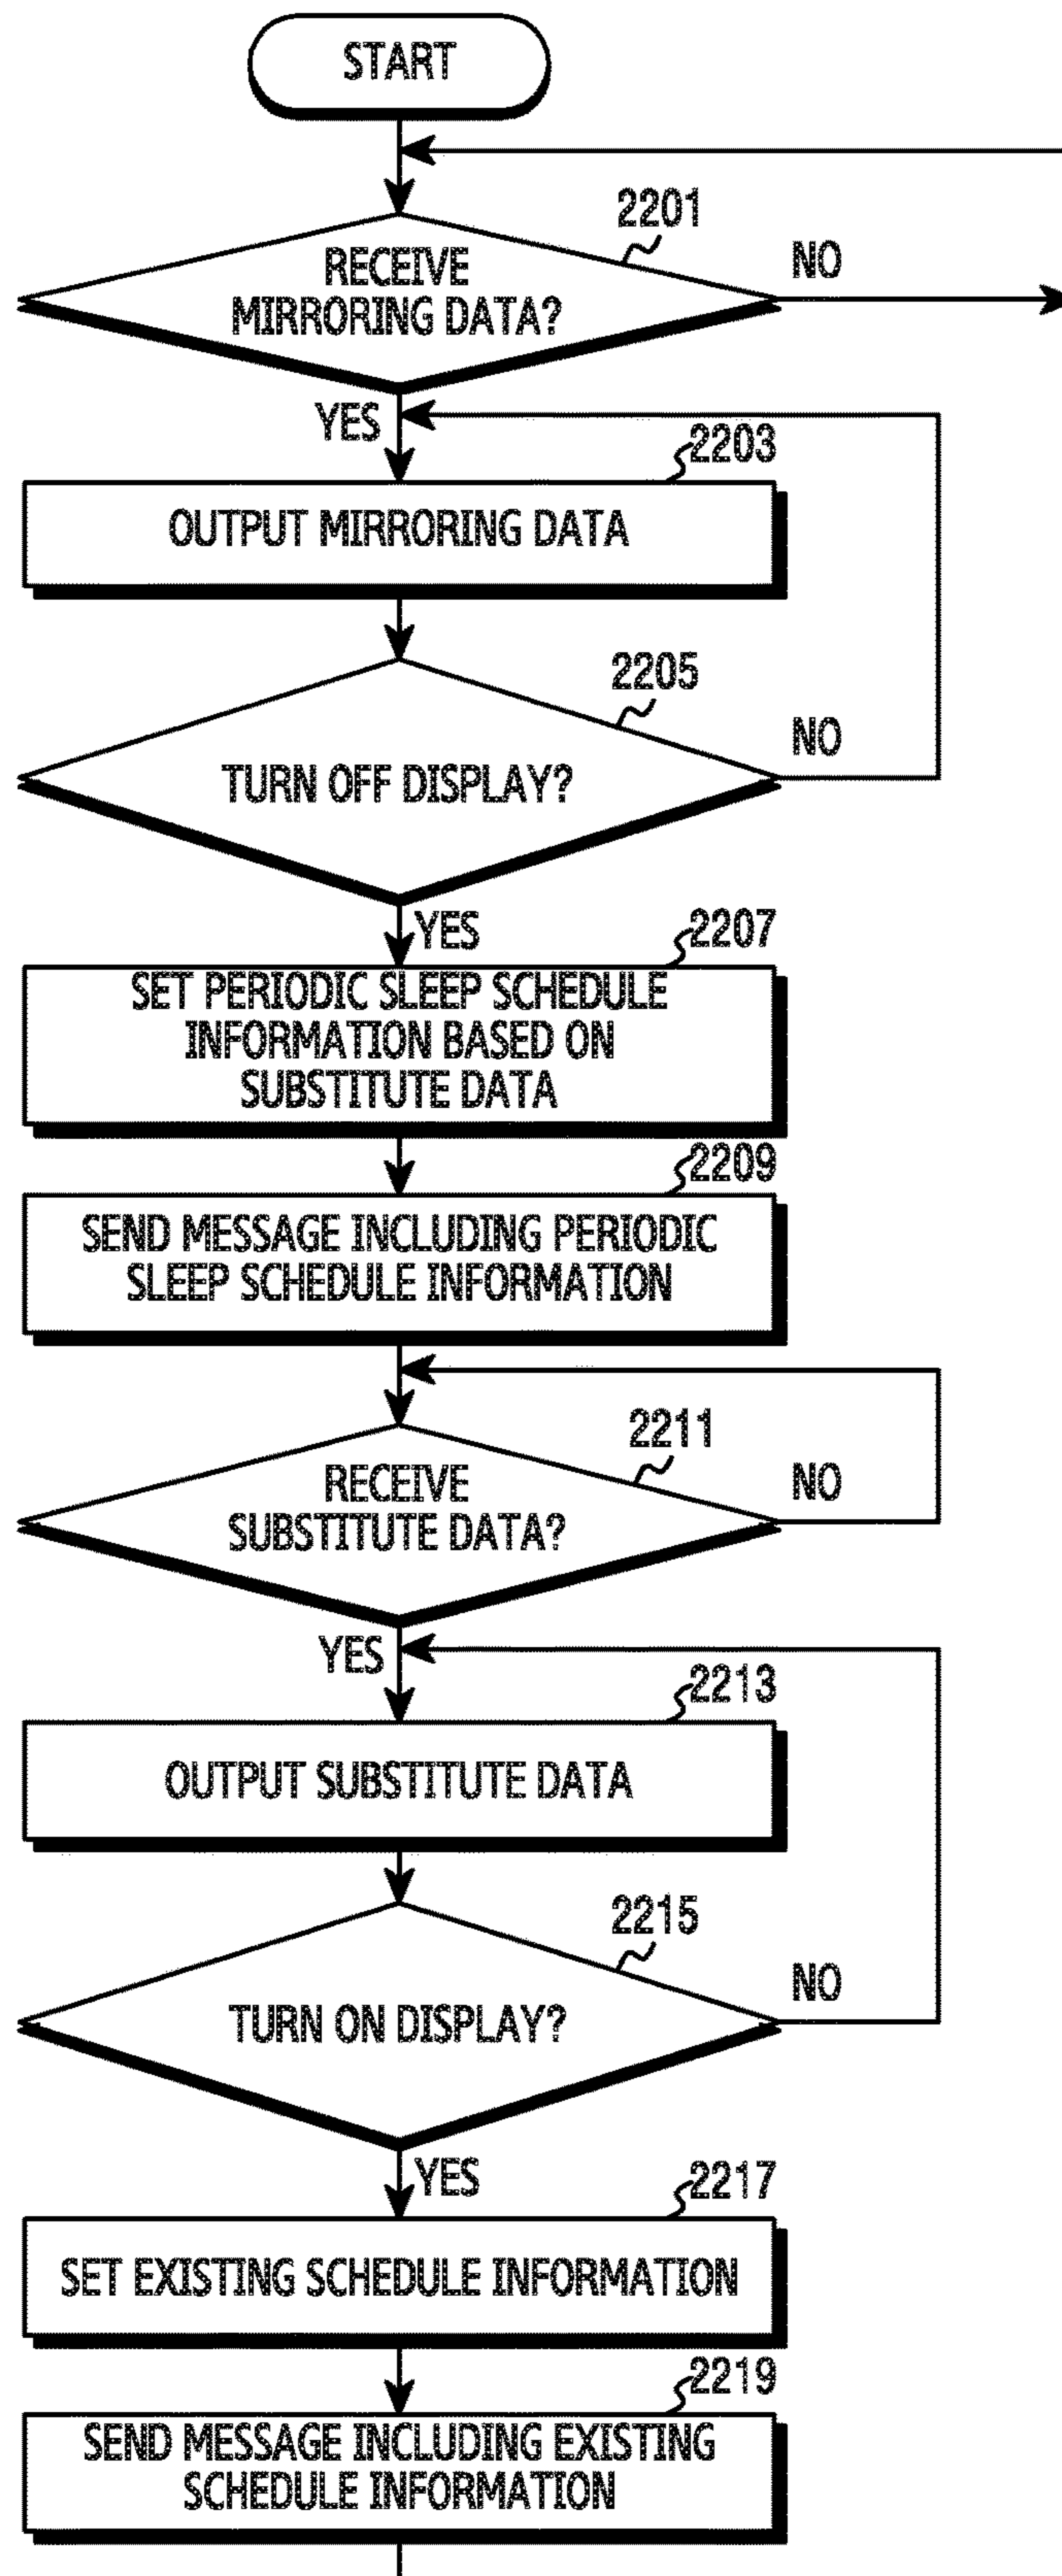 START
2201
RECEIVE
MIRRORING DATA?
NO
YES
2203
OUTPUT MIRRORING DATA
2205
TURN OFF DISPLAY?
NO
YES
2207
SET PERIODIC SLEEP SCHEDULE
INFORMATION BASED ON
SUBSTITUTE DATA
2209
SEND MESSAGE INCLUDING PERIODIC
SLEEP SCHEDULE INFORMATION
2211
RECEIVE
SUBSTITUTE DATA?
NO
YES
2213
OUTPUT SUBSTITUTE DATA
2215
TURN ON DISPLAY?
NO
YES
2217
SET EXISTING SCHEDULE INFORMATION
2219
SEND MESSAGE INCLUDING EXISTING
SCHEDULE INFORMATION